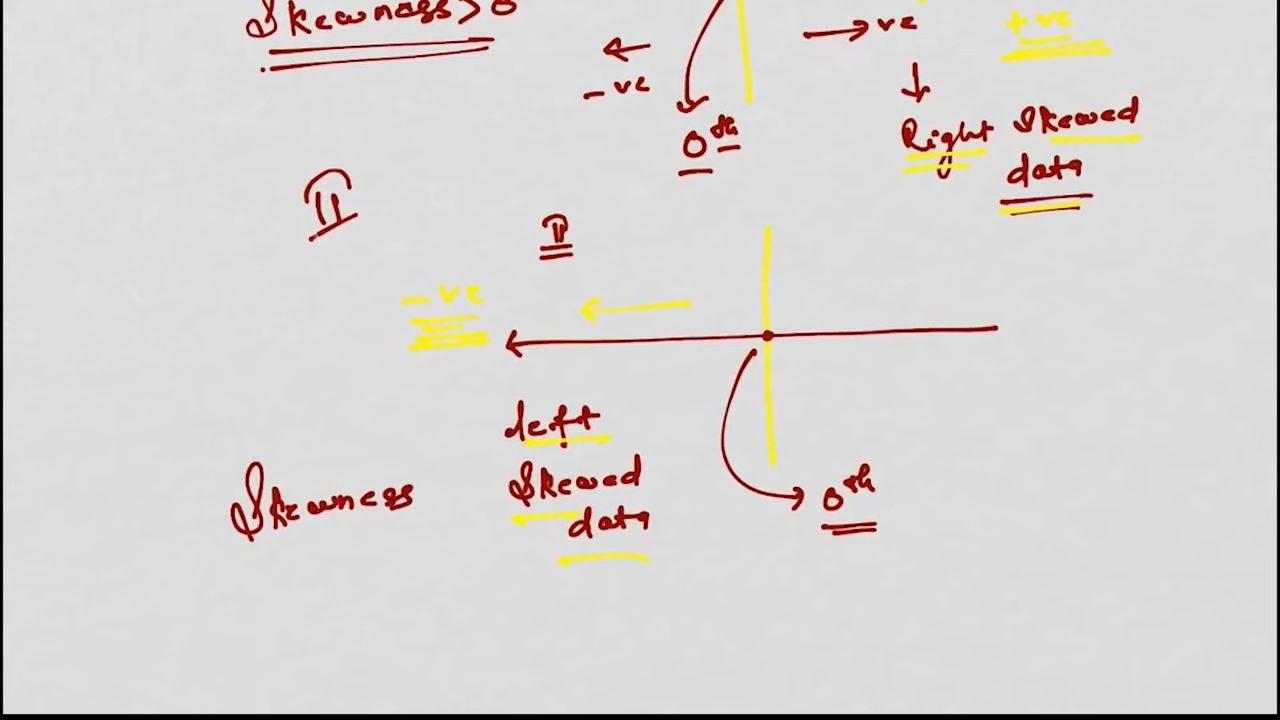 Skewness > 0
→ ve
+ ve
←
- ve
↓
0th
Right Skewed
data
II
II
- ve
←
Left
Skewed
data
Skewness
0th